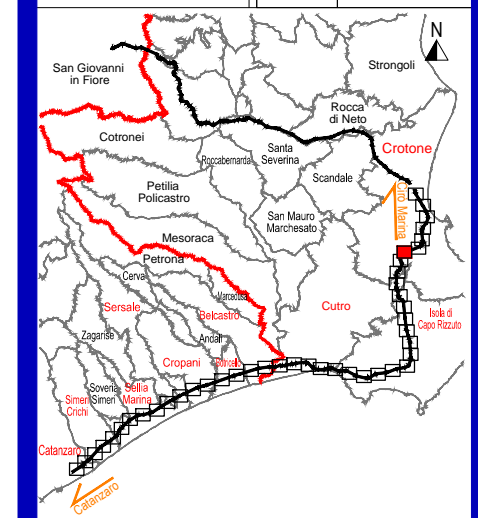 N
Strongoli
San Giovanni
in Fiore
Rocca
di Neto
Cotronei
Crotone
Santa
Severina
Roccabernarda
Scandale
Petilia
Policastro
Cirò Marina
San Mauro
Marchesato
Mesoraca
Petrona
Cerva
Marcedusa
Sersale
Belcastro
Cutro
Isola di
Capo Rizzuto
Zagarise
Andali
Cropani
Botricello
Soveria
Simeri
Sellia
Marina
Simeri
Crichi
Catanzaro
Catanzaro